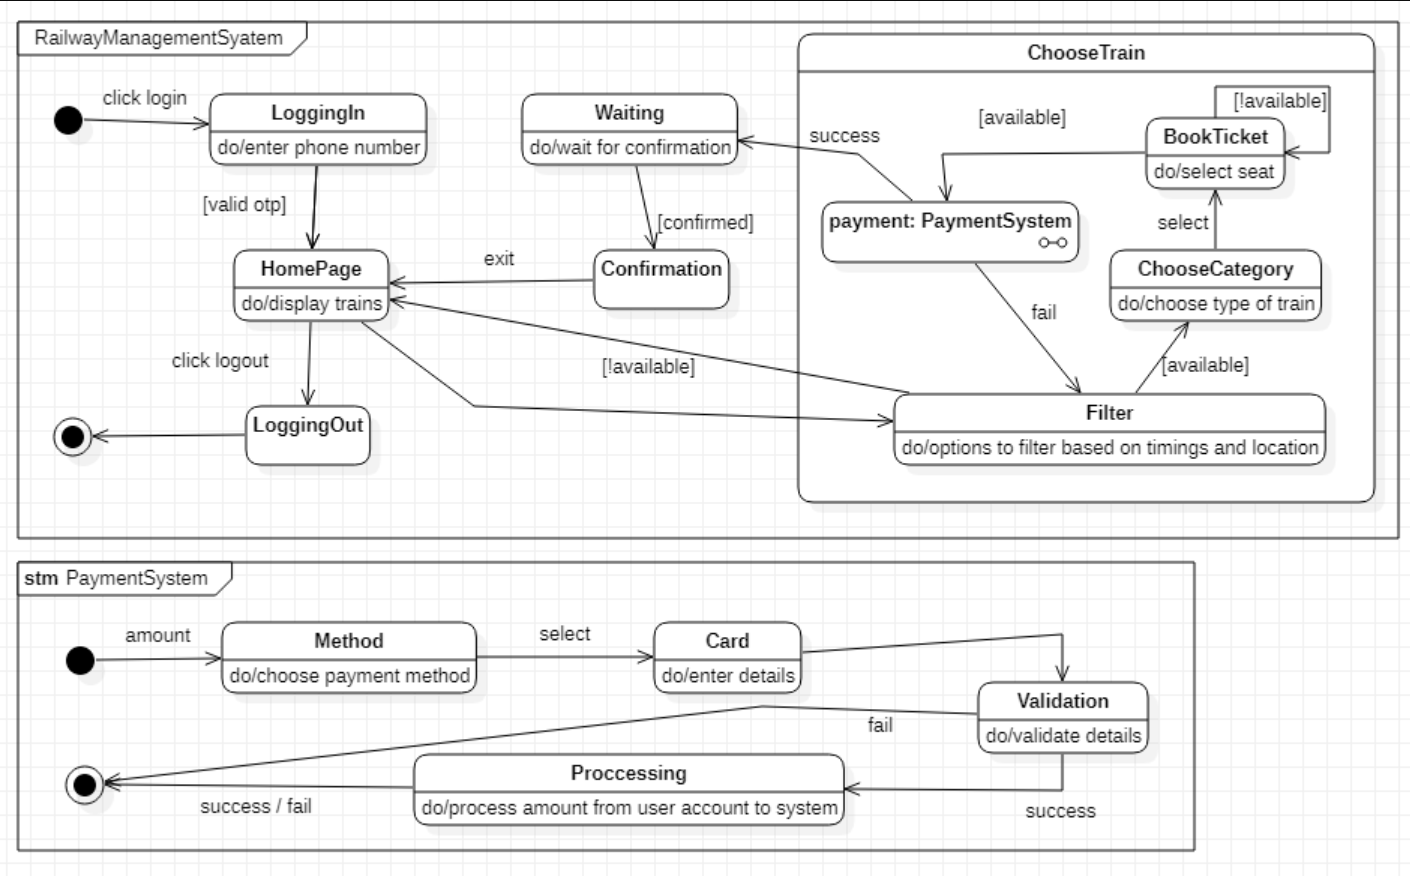 RailwayManagementSyatem
ChooseTrain
click login
LoggingIn
do/enter phone number
Waiting
do/wait for confirmation
success
[available]
[!available]
BookTicket
do/select seat
[valid otp]
payment: PaymentSystem
[confirmed]
select
HomePage
do/display trains
exit
Confirmation
ChooseCategory
do/choose type of train
fail
click logout
[!available]
[available]
LoggingOut
Filter
do/options to filter based on timings and location
stm PaymentSystem
amount
Method
do/choose payment method
select
Card
do/enter details
Validation
do/validate details
fail
Proccessing
do/process amount from user account to system
success / fail
success